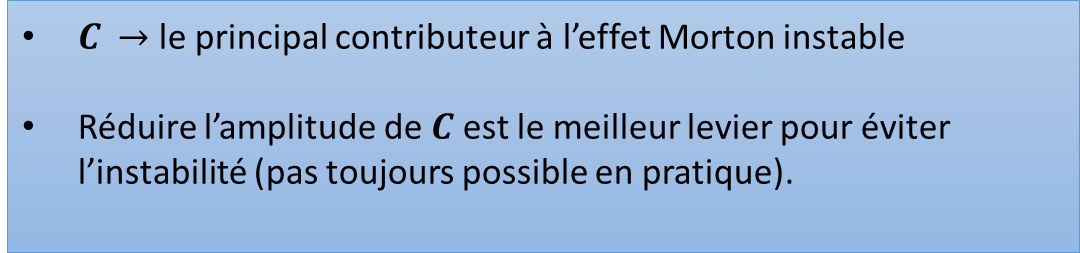 • C → le principal contributeur à l’effet Morton instable
• Réduire l’amplitude de C est le meilleur levier pour éviter
l’instabilité (pas toujours possible en pratique).